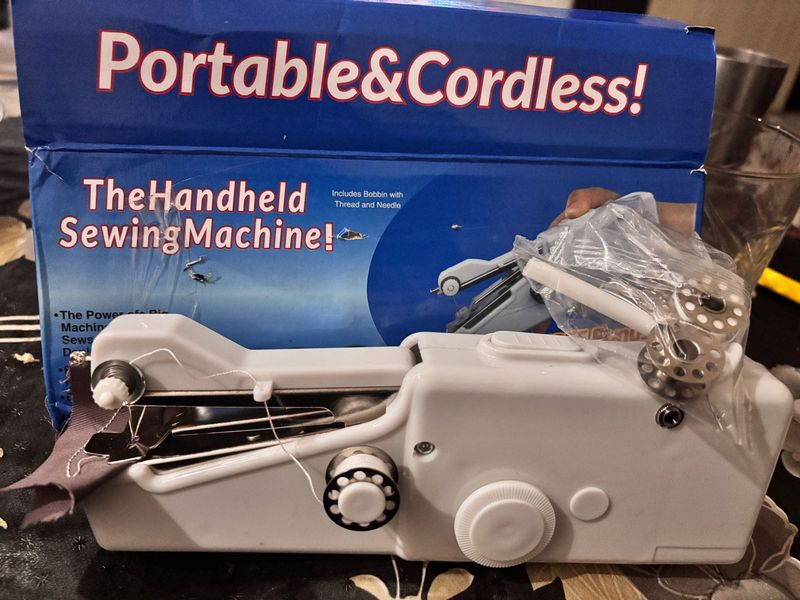 Portable&Cordless!
TheHandheld
SewingMachine!
Includes Bobbin with
Thread and Needle
•The Power of
Machin
Sews